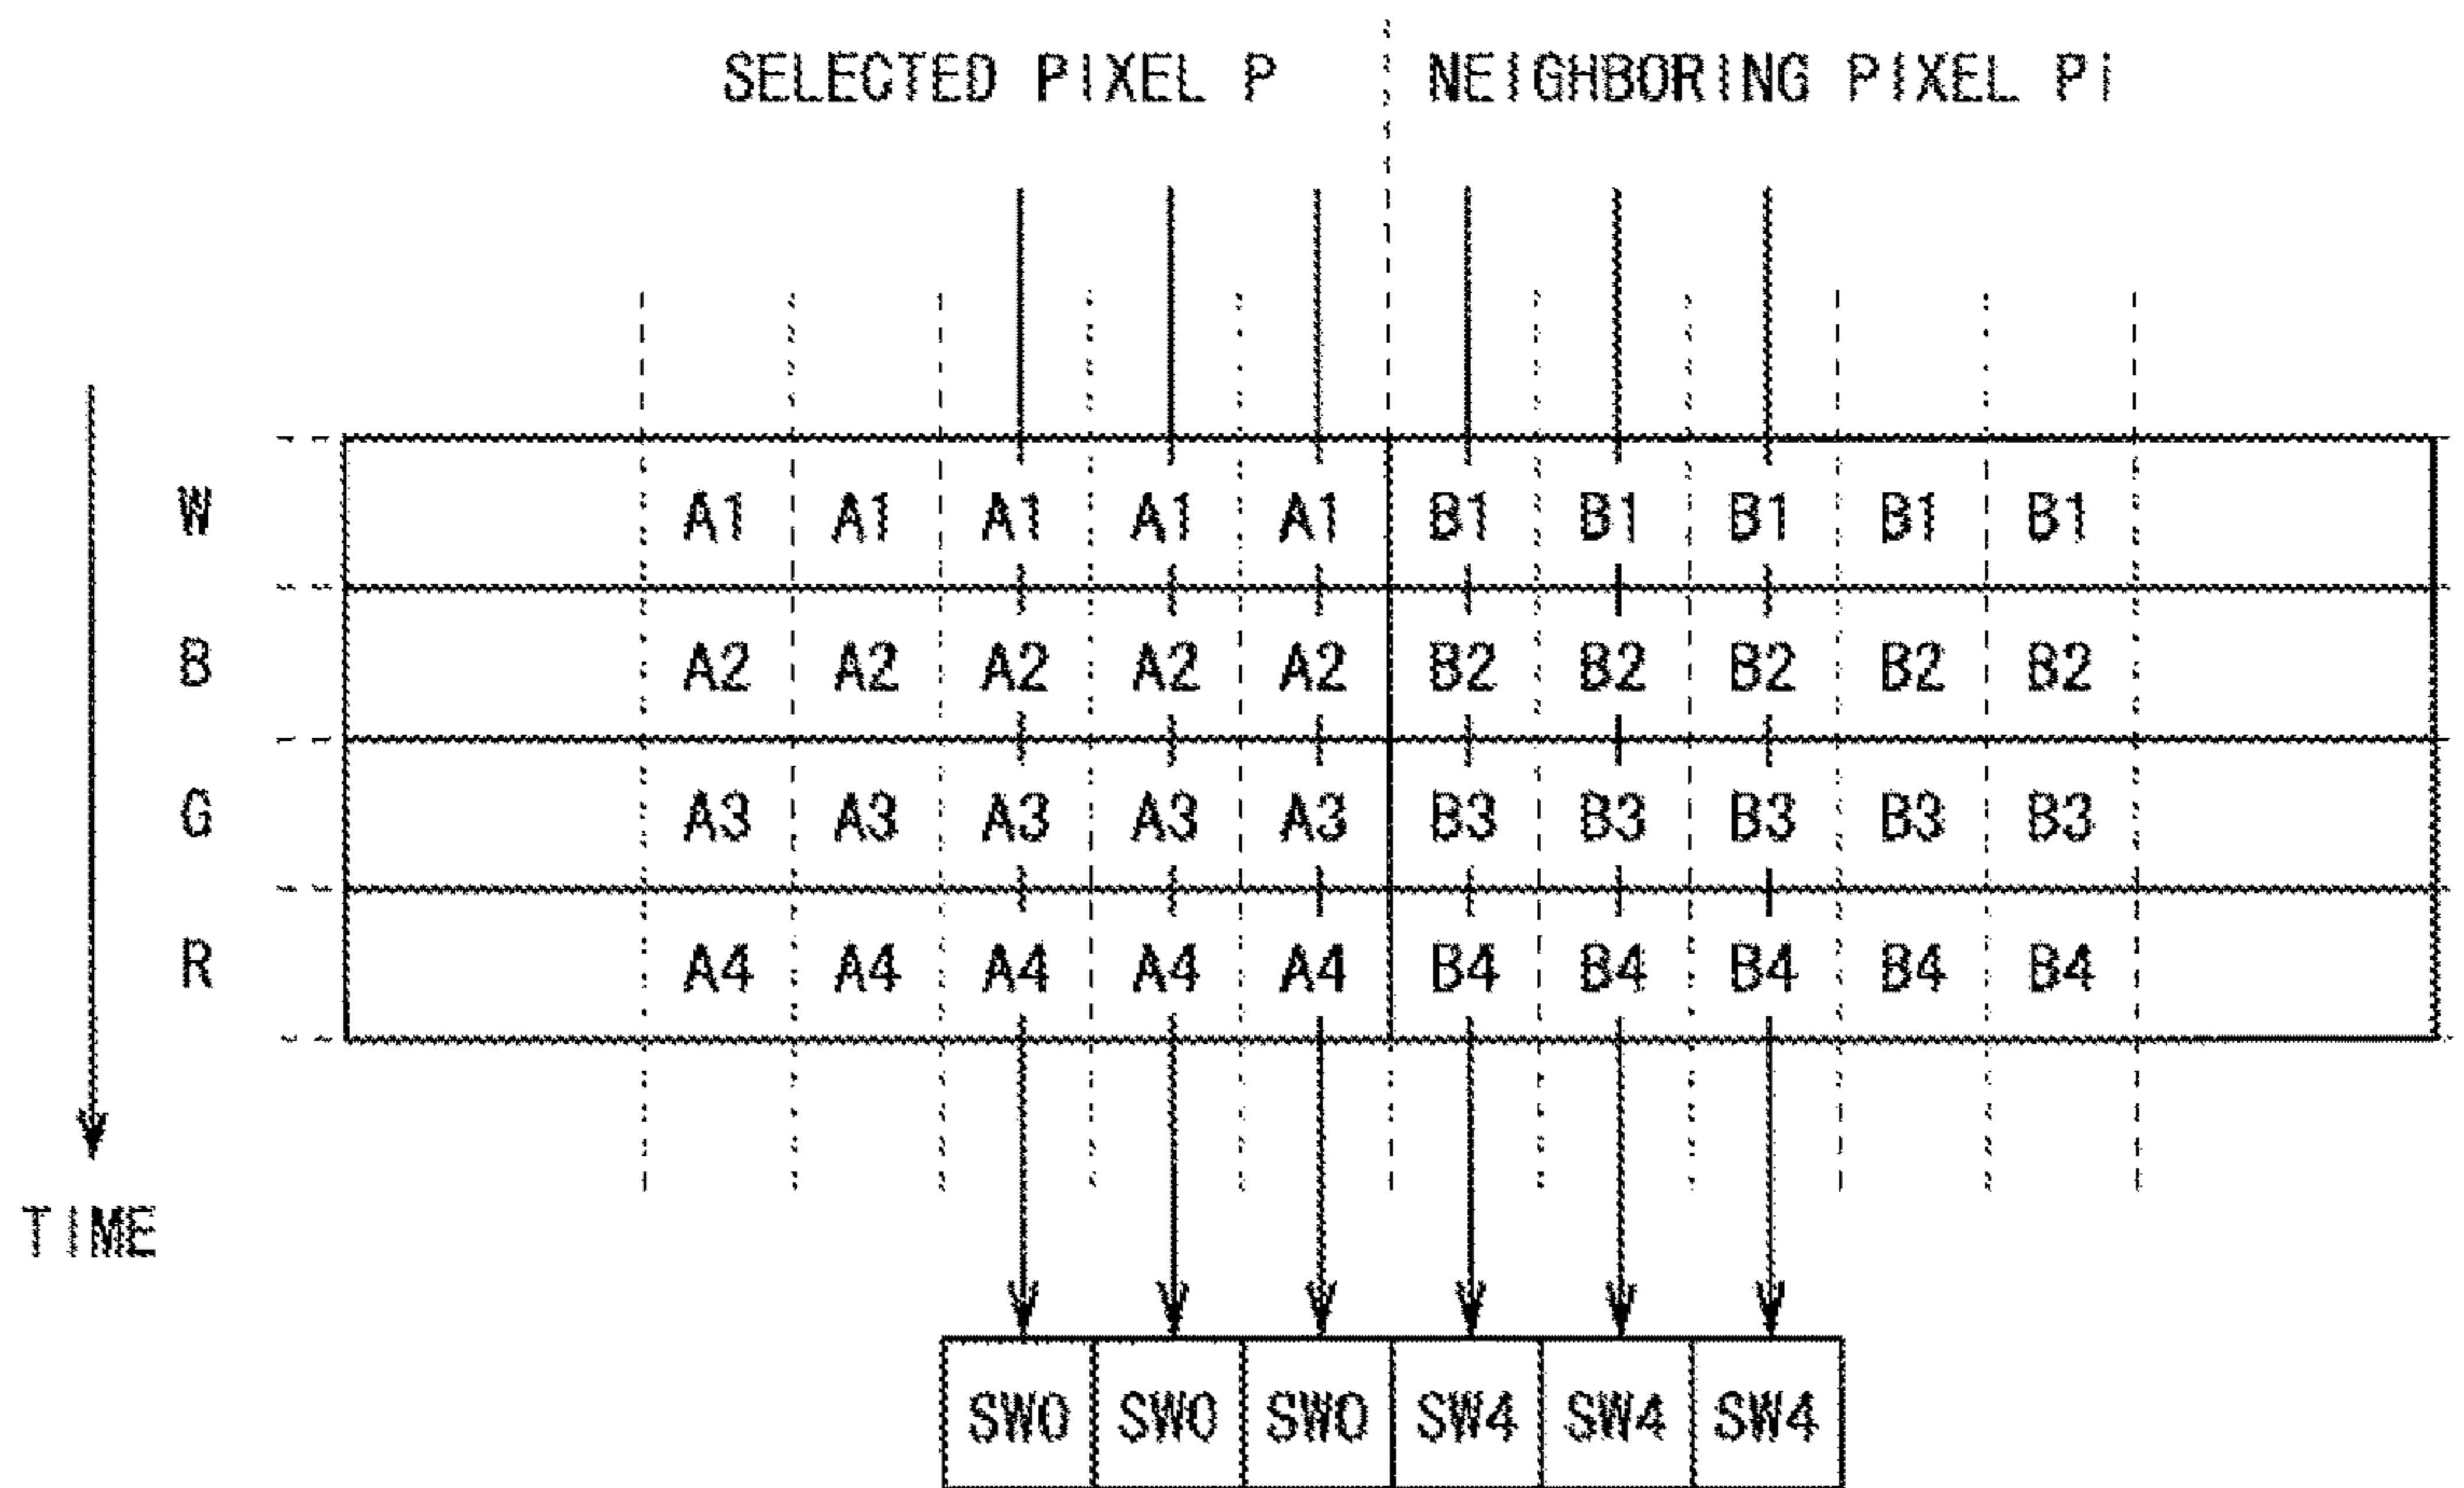 SELECTED PIXEL P NEIGHBORING PIXEL Pi
W A1 A1 A1 A1 A1 B1 B1 B1 B1 B1
B A2 A2 A2 A2 A2 B2 B2 B2 B2 B2
G A3 A3 A3 A3 A3 B3 B3 B3 B3 B3
R A4 A4 A4 A4 A4 B4 B4 B4 B4 B4
TIME
SW0 SW0 SW0 SW4 SW4 SW4